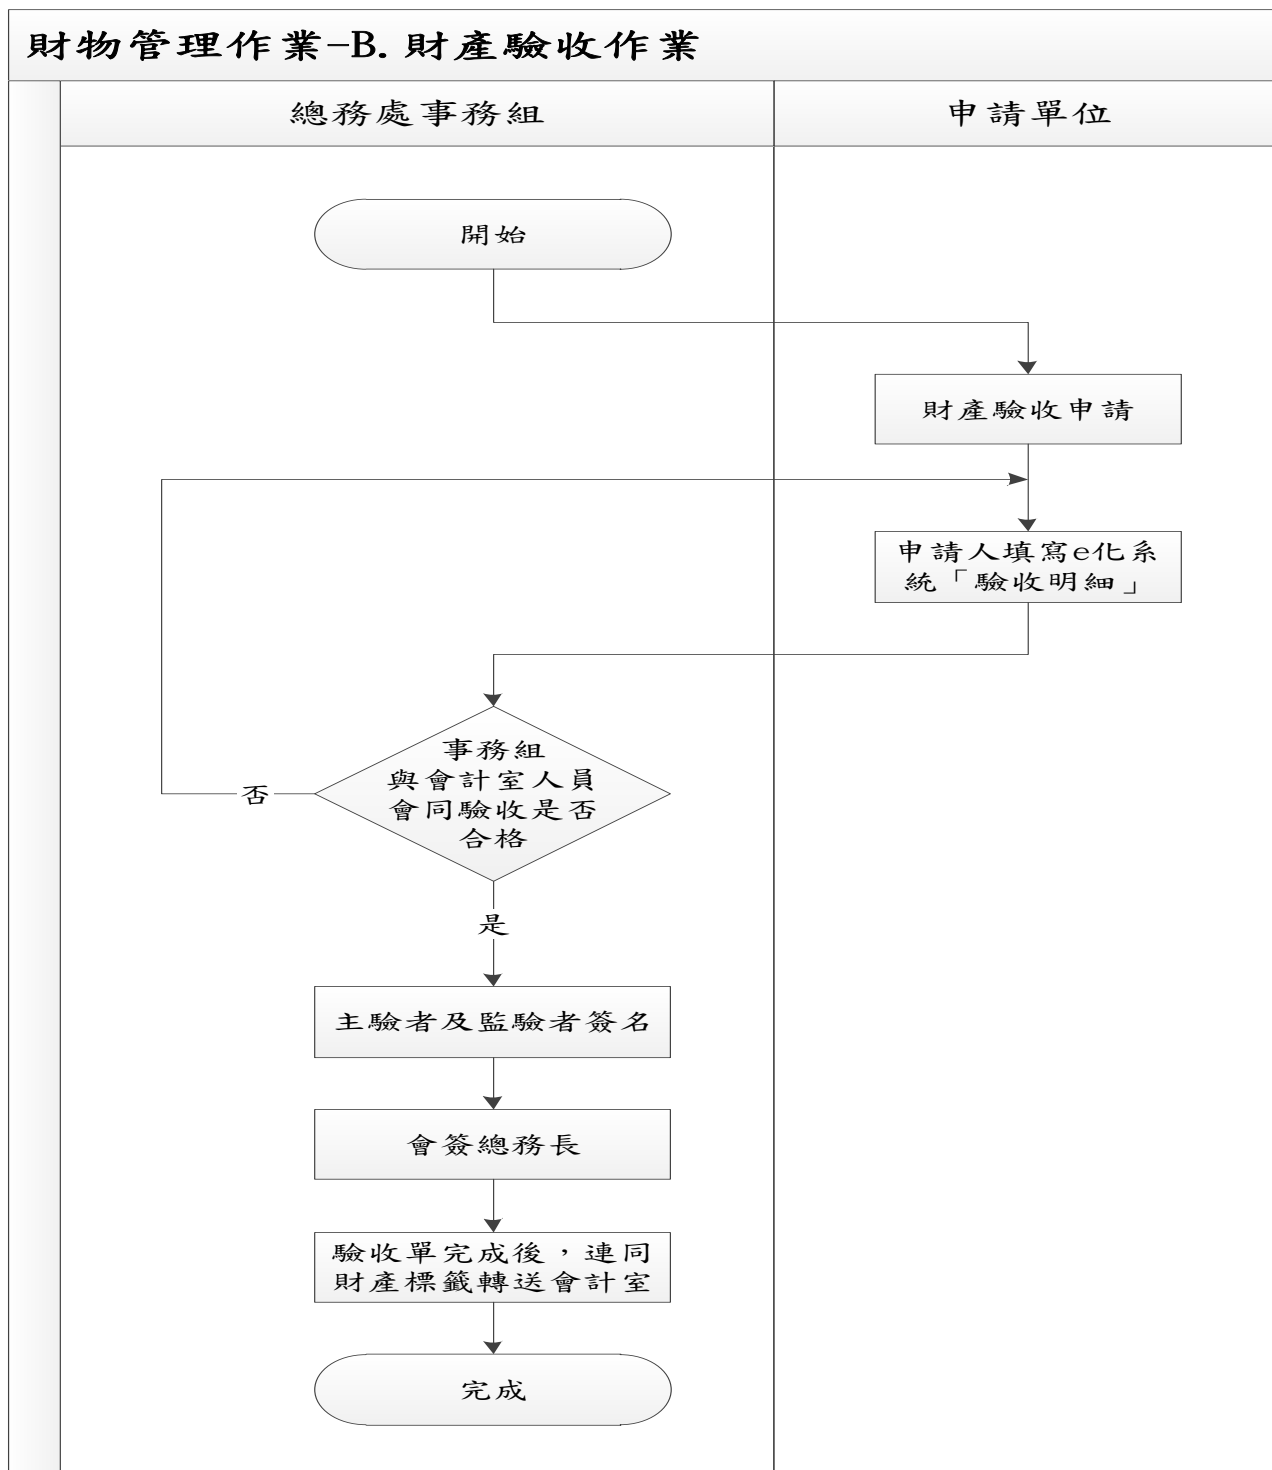 財物管理作業-B.財產驗收作業
總務處事務組
申請單位
開始
財產驗收申請
申請人填寫e化系
統「驗收明細」
事務組
與會計室人員
會同驗收是否
合格
否
是
主驗者及監驗者簽名
會簽總務長
驗收單完成後，連同
財產標籤轉送會計室
完成